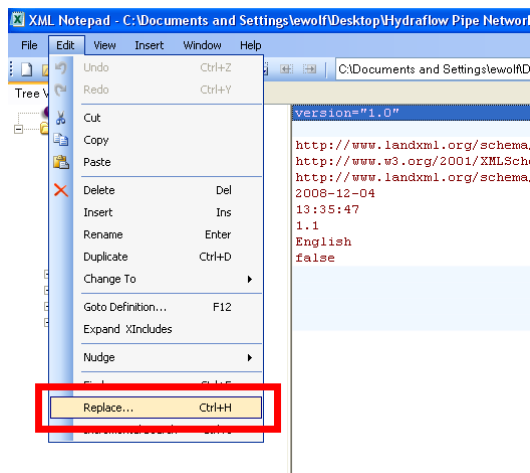 XML Notepad - C:\Documents and Settings\ewolf\Desktop\Hydraflow Pipe Networ
File Edit View Insert Window Help
Undo Ctrl+Z
C:\Documents and Settings\ewolf\D
Redo Ctrl+Y
Tree
Cut
version="1.0"
Copy
http://www.landxml.org/schema
Paste
http://www.w3.org/2001/XMLSch
http://www.landxml.org/schema
Delete Del
2008-12-04
Insert Ins
13:35:47
Rename Enter
1.1
English
Duplicate Ctrl+D
false
Change To
Goto Definition... F12
Expand XIncludes
Nudge
Replace... Ctrl+H